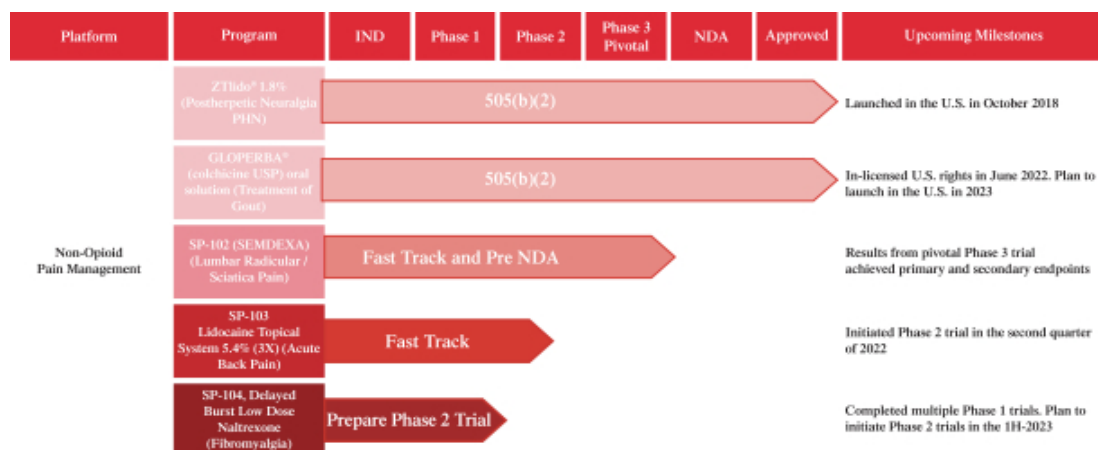 Platform
Program
IND
Phase 1
Phase 2
Phase 3
Pivotal
NDA
Approved
Upcoming Milestones
Non-Opioid
Pain Management
ZTlido® 1.8%
(Postherpetic Neuralgia
PHN)
505(b)(2)
Launched in the U.S. in October 2018
GLOPERBA®
(colchicine USP) oral
solution (Treatment of
Gout)
505(b)(2)
In-licensed U.S. rights in June 2022. Plan to
launch in the U.S. in 2023
SP-102 (SEMDEXA)
(Lumbar Radicular /
Sciatica Pain)
Fast Track and Pre NDA
Results from pivotal Phase 3 trial
achieved primary and secondary endpoints
SP-103
Lidocaine Topical
System 5.4% (3X) (Acute
Back Pain)
Fast Track
Initiated Phase 2 trial in the second quarter
of 2022
SP-104, Delayed
Burst Low Dose
Naltrexone
(Fibromyalgia)
Prepare Phase 2 Trial
Completed multiple Phase 1 trials. Plan to
initiate Phase 2 trials in the 1H-2023